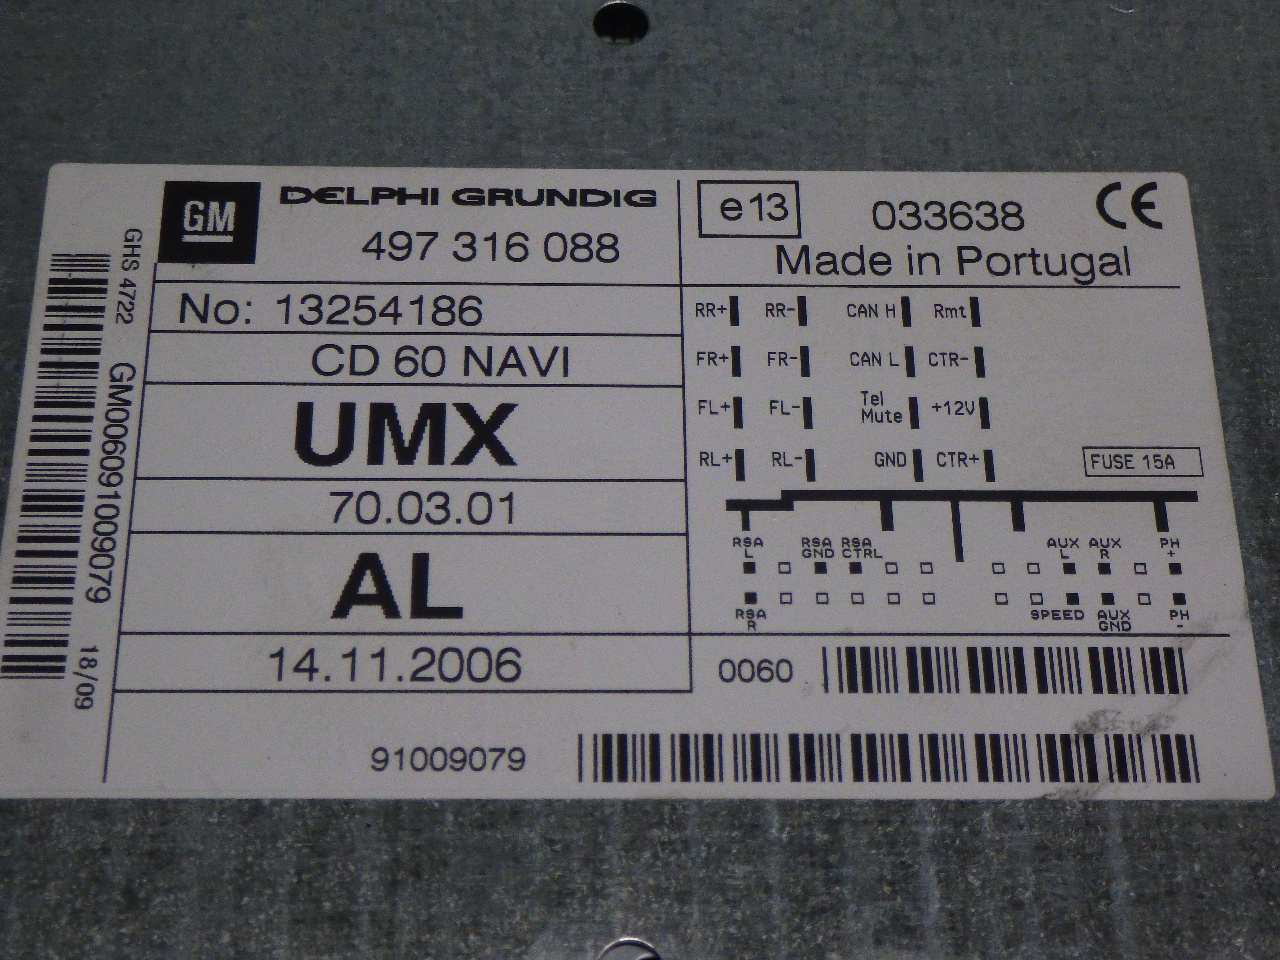 GM
DELPHI GRUNDIG
497 316 088
No: 13254186
CD 60 NAVI
UMX
70.03.01
AL
14.11.2006
91009079
GHS 4722
GM006091009079
18/09
e13
033638
CE
Made in Portugal
RR+ RR- CAN H Rmt
FR+ FR- CAN L CTR-
FL+ FL- Tel Mute +12V
RL+ RL- GND CTR+
FUSE 15A
RSA L RSA GND RSA CTRL AUX L AUX R PH +
RSA R SPEED AUX GND PH -
0060